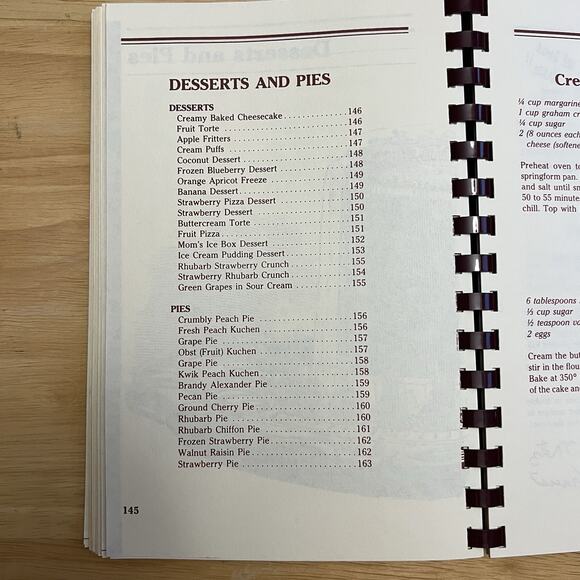 DESSERTS AND PIES
DESSERTS
Creamy Baked Cheesecake . . . . . . . . . . . . . . . 146
Fruit Torte . . . . . . . . . . . . . . . . . . . . . . . . . . 146
Apple Fritters . . . . . . . . . . . . . . . . . . . . . . . . 147
Cream Puffs . . . . . . . . . . . . . . . . . . . . . . . . . 147
Coconut Dessert . . . . . . . . . . . . . . . . . . . . . . 148
Frozen Blueberry Dessert . . . . . . . . . . . . . . . 148
Orange Apricot Freeze . . . . . . . . . . . . . . . . . 149
Banana Dessert . . . . . . . . . . . . . . . . . . . . . . . 149
Strawberry Pizza Dessert . . . . . . . . . . . . . . . 150
Strawberry Dessert . . . . . . . . . . . . . . . . . . . . 150
Buttercream Torte . . . . . . . . . . . . . . . . . . . . 151
Fruit Pizza . . . . . . . . . . . . . . . . . . . . . . . . . . 151
Mom's Ice Box Dessert . . . . . . . . . . . . . . . . . 152
Ice Cream Pudding Dessert . . . . . . . . . . . . . 153
Rhubarb Strawberry Crunch . . . . . . . . . . . . . 155
Strawberry Rhubarb Crunch . . . . . . . . . . . . . 154
Green Grapes in Sour Cream . . . . . . . . . . . . 155
PIES
Crumbly Peach Pie . . . . . . . . . . . . . . . . . . . . 156
Fresh Peach Kuchen . . . . . . . . . . . . . . . . . . . 156
Grape Pie . . . . . . . . . . . . . . . . . . . . . . . . . . . 157
Obst (Fruit) Kuchen . . . . . . . . . . . . . . . . . . . 157
Grape Pie . . . . . . . . . . . . . . . . . . . . . . . . . . . 158
Kwik Peach Kuchen . . . . . . . . . . . . . . . . . . . 158
Brandy Alexander Pie . . . . . . . . . . . . . . . . . . 159
Pecan Pie . . . . . . . . . . . . . . . . . . . . . . . . . . . 159
Ground Cherry Pie . . . . . . . . . . . . . . . . . . . . 160
Rhubarb Pie . . . . . . . . . . . . . . . . . . . . . . . . . 160
Rhubarb Chiffon Pie . . . . . . . . . . . . . . . . . . . 161
Frozen Strawberry Pie . . . . . . . . . . . . . . . . . . 162
Walnut Raisin Pie . . . . . . . . . . . . . . . . . . . . . 162
Strawberry Pie . . . . . . . . . . . . . . . . . . . . . . . 163
145
Cre
¼ cup margarine
1 cup graham cr
¼ cup sugar
2 (8 ounces each
cheese (softene
Preheat oven to
springform pan.
and salt until sm
50 to 55 minutes
chill. Top with
6 tablespoons
⅓ cup sugar
½ teaspoon va
2 eggs
Cream the but
stir in the flou
Bake at 350°
of the cake and